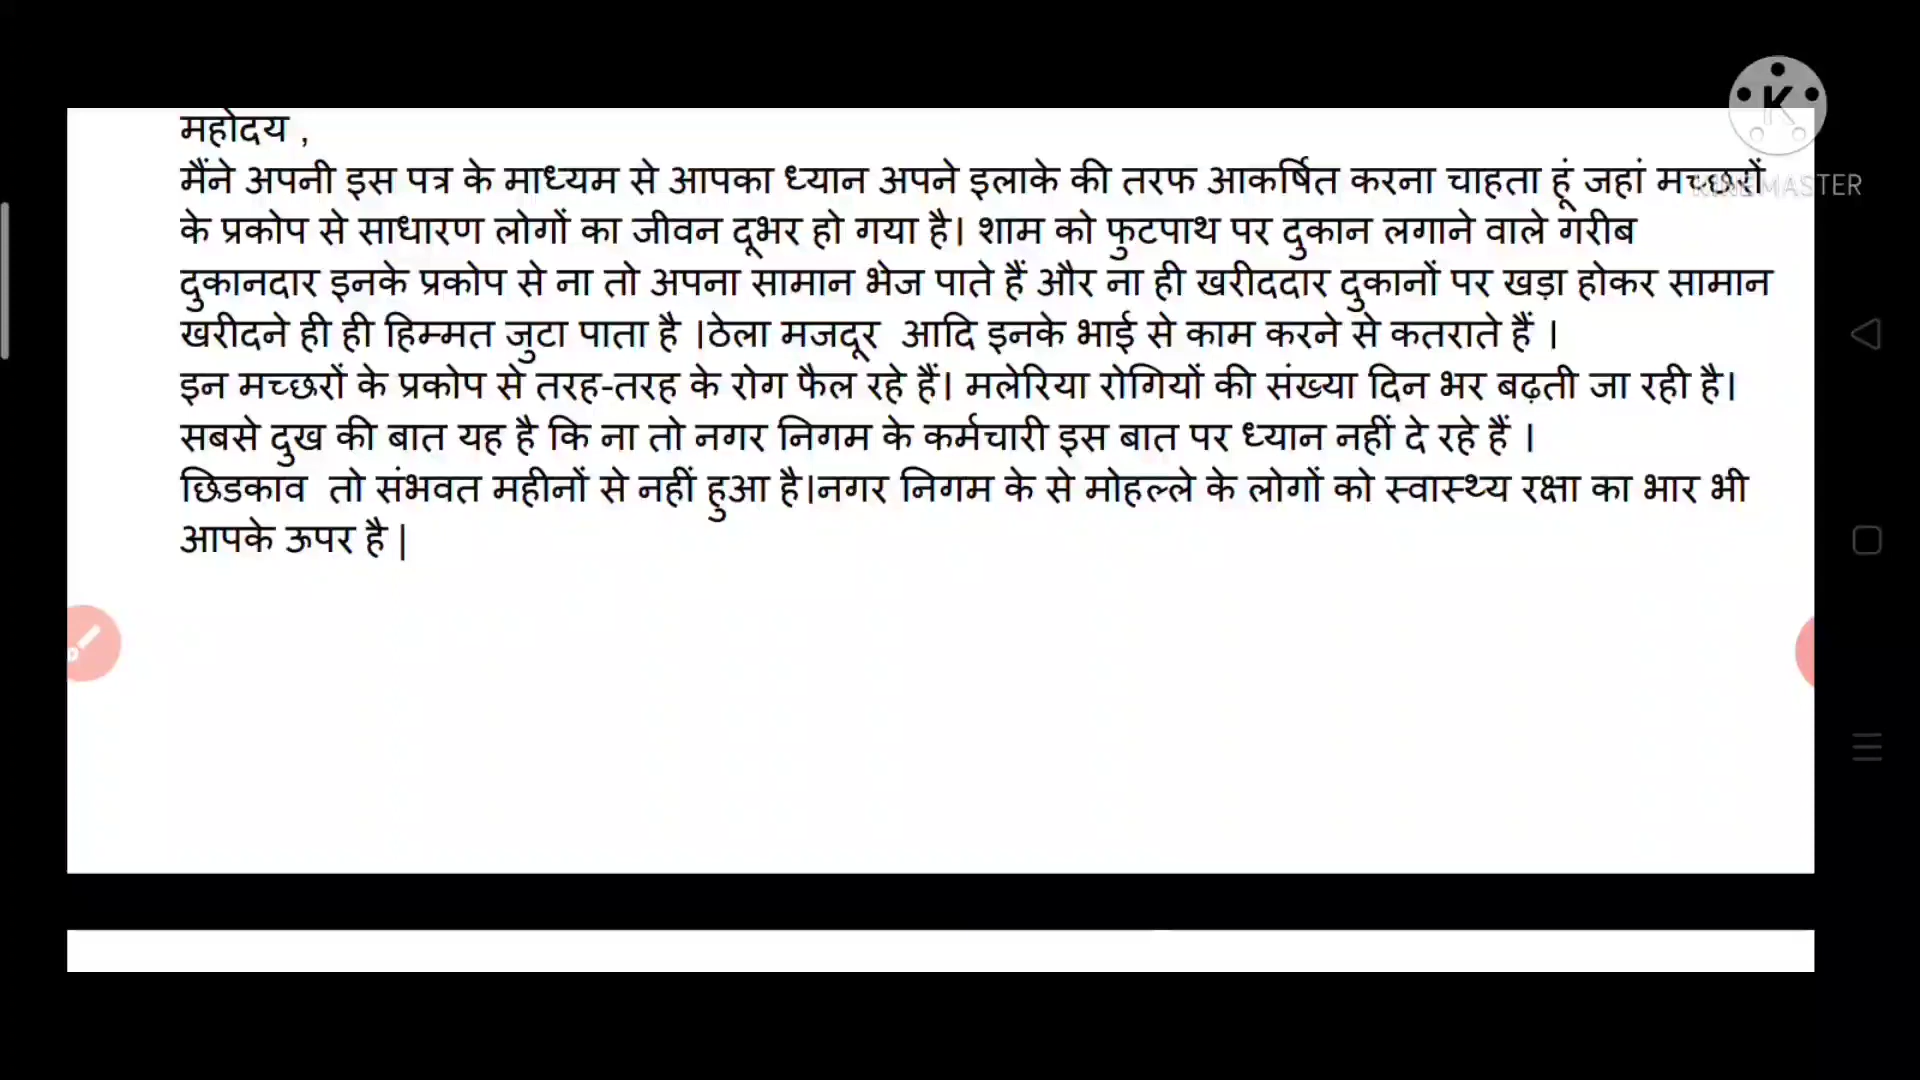 महोदय ,
मैंने अपनी इस पत्र के माध्यम से आपका ध्यान अपने इलाके की तरफ आकर्षित करना चाहता हूं जहां मच्छरों
के प्रकोप से साधारण लोगों का जीवन दूभर हो गया है। शाम को फुटपाथ पर दुकान लगाने वाले गरीब
दुकानदार इनके प्रकोप से ना तो अपना सामान भेज पाते हैं और ना ही खरीददार दुकानों पर खड़ा होकर सामान
खरीदने ही ही हिम्मत जुटा पाता है ।ठेला मजदूर  आदि इनके भाई से काम करने से कतराते हैं ।
इन मच्छरों के प्रकोप से तरह-तरह के रोग फैल रहे हैं। मलेरिया रोगियों की संख्या दिन भर बढ़ती जा रही है।
सबसे दुख की बात यह है कि ना तो नगर निगम के कर्मचारी इस बात पर ध्यान नहीं दे रहे हैं ।
छिडकाव  तो संभवत महीनों से नहीं हुआ है।नगर निगम के से मोहल्ले के लोगों को स्वास्थ्य रक्षा का भार भी
आपके ऊपर है |
K
KINEMASTER